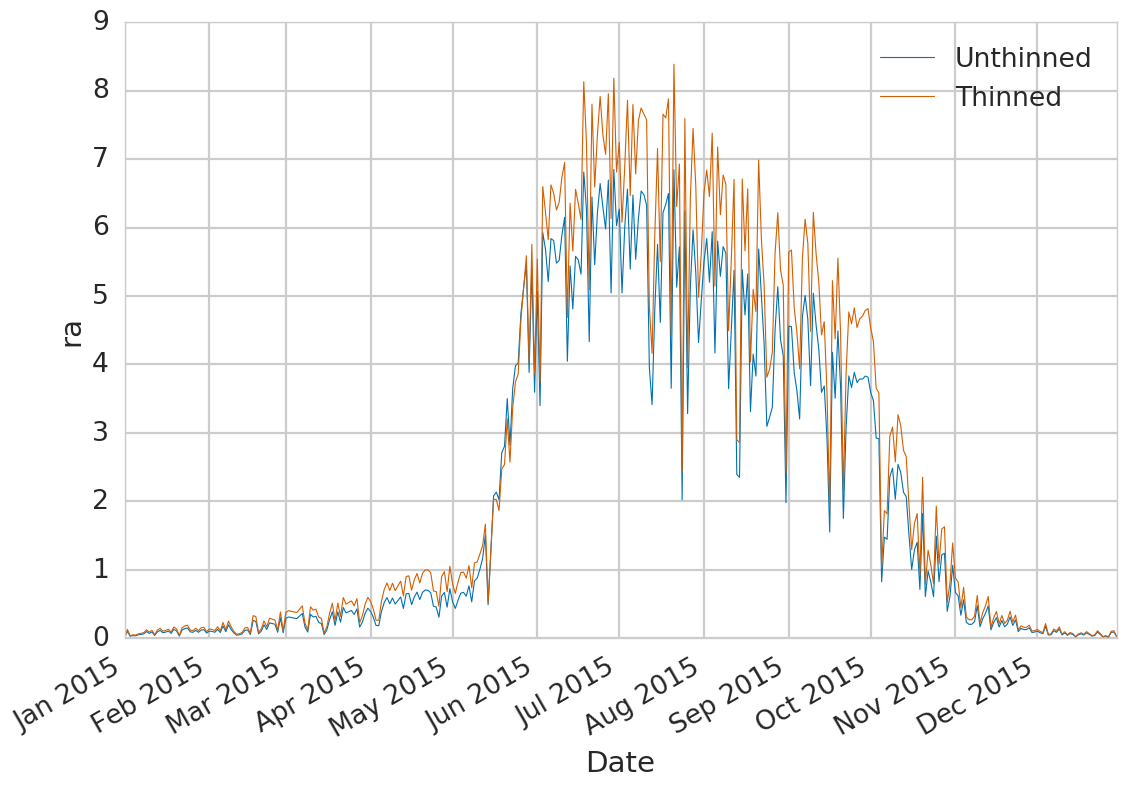 9
8
7
6
5
4
3
2
1
0
ra
Unthinned
Thinned
Jan 2015
Feb 2015
Mar 2015
Apr 2015
May 2015
Jun 2015
Jul 2015
Aug 2015
Sep 2015
Oct 2015
Nov 2015
Dec 2015
Date